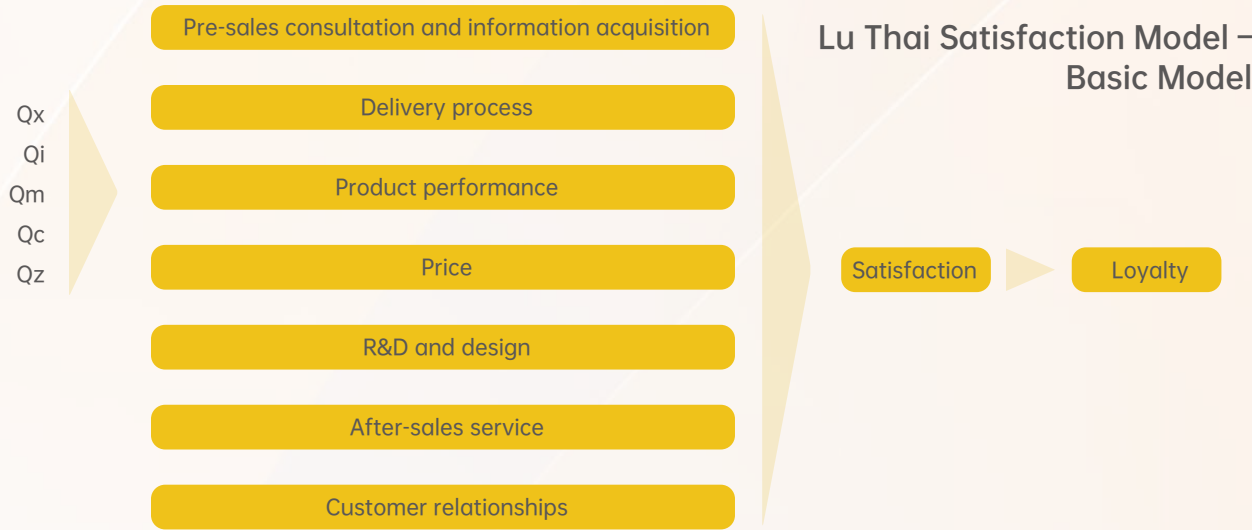 Lu Thai Satisfaction Model –
Basic Model
Qx
Qi
Qm
Qc
Qz
Pre-sales consultation and information acquisition
Delivery process
Product performance
Price
R&D and design
After-sales service
Customer relationships
Satisfaction
Loyalty